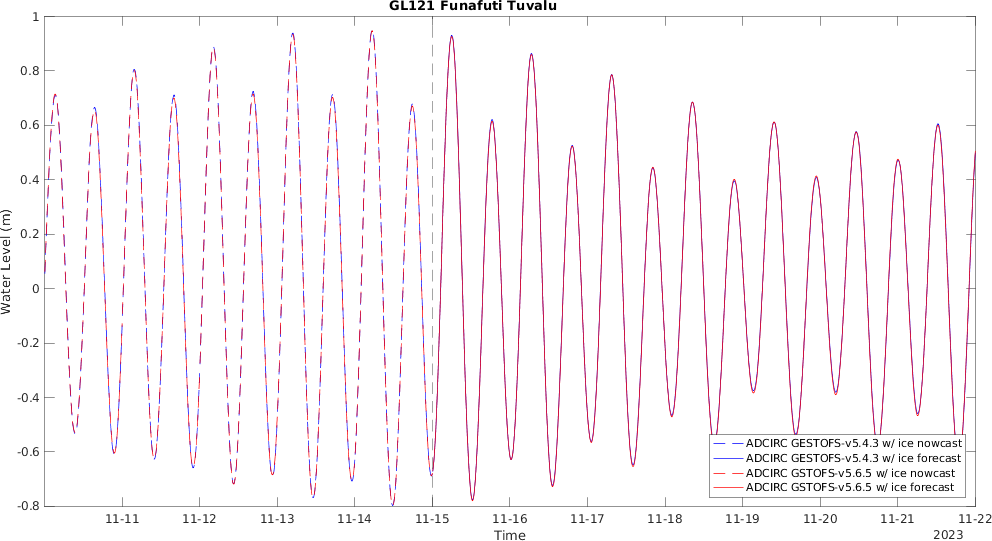 GL121 Funafuti Tuvalu
1
0.8
0.6
0.4
0.2
0
-0.2
-0.4
-0.6
-0.8
Water Level (m)
ADCIRC GESTOFS-v5.4.3 w/ ice nowcast
ADCIRC GESTOFS-v5.4.3 w/ ice forecast
ADCIRC GSTOFS-v5.6.5 w/ ice nowcast
ADCIRC GSTOFS-v5.6.5 w/ ice forecast
11-11 11-12 11-13 11-14 11-15 11-16 11-17 11-18 11-19 11-20 11-21 11-22
Time
2023